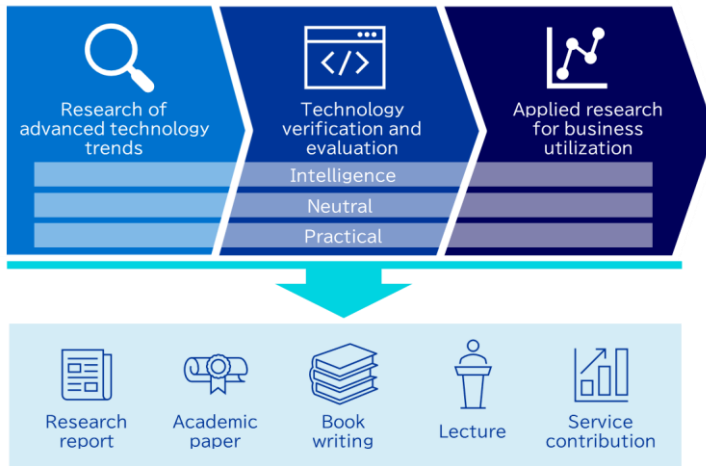 Research of
advanced technology
trends
Technology
verification and
evaluation
Applied research
for business
utilization
Intelligence
Neutral
Practical
Research
report
Academic
paper
Book
writing
Lecture
Service
contribution